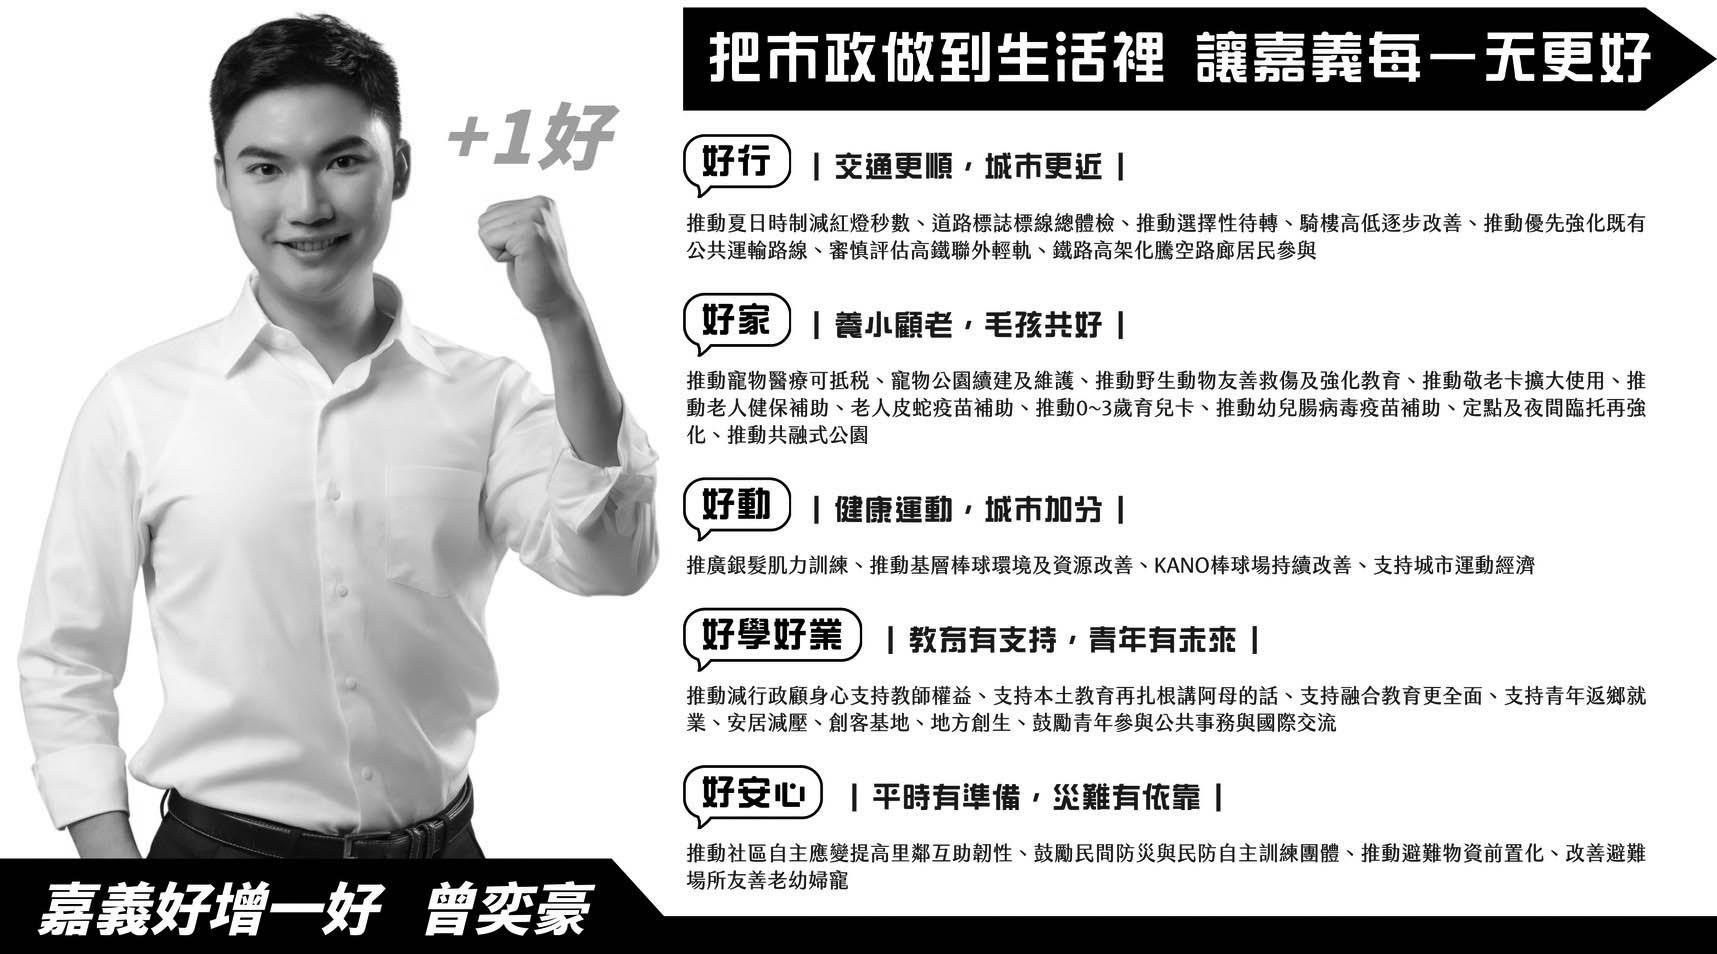 把市政做到生活裡 讓嘉義每一天更好
+1好
好行 | 交通更順，城市更近 |
推動夏日時制減紅燈秒數、道路標誌標線總體檢、推動選擇性待轉、騎樓高低逐步改善、推動優先強化既有
公共運輸路線、審慎評估高鐵聯外輕軌、鐵路高架化騰空路廊居民參與
好家 | 養小顧老，毛孩共好 |
推動寵物醫療可抵稅、寵物公園續建及維護、推動野生動物友善救傷及強化教育、推動敬老卡擴大使用、推
動老人健保補助、老人皮蛇疫苗補助、推動0~3歲育兒卡、推動幼兒腸病毒疫苗補助、定點及夜間臨托再強
化、推動共融式公園
好動 | 健康運動，城市加分 |
推廣銀髮肌力訓練、推動基層棒球環境及資源改善、KANO棒球場持續改善、支持城市運動經濟
好學好業 | 教育有支持，青年有未來 |
推動減行政顧身心支持教師權益、支持本土教育再扎根講阿母的話、支持融合教育更全面、支持青年返鄉就
業、安居減壓、創客基地、地方創生、鼓勵青年參與公共事務與國際交流
好安心 | 平時有準備，災難有依靠 |
推動社區自主應變提高里鄰互助韌性、鼓勵民間防災與民防自主訓練團體、推動避難物資前置化、改善避難
場所友善老幼婦寵
嘉義好增一好 曾奕豪